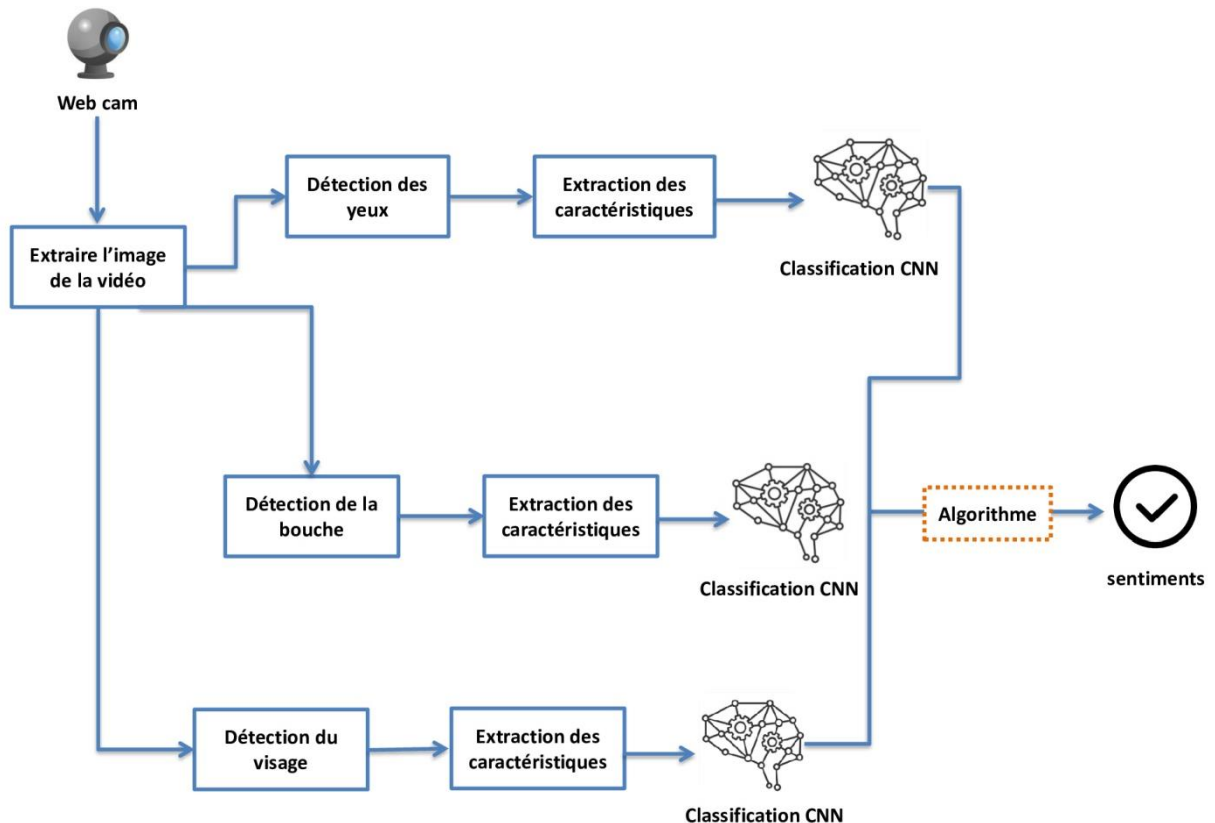 Web cam
Extraire l'image
de la vidéo
Détection des
yeux
Extraction des
caractéristiques
Classification CNN
Détection de la
bouche
Extraction des
caractéristiques
Classification CNN
Algorithme
sentiments
Détection du
visage
Extraction des
caractéristiques
Classification CNN